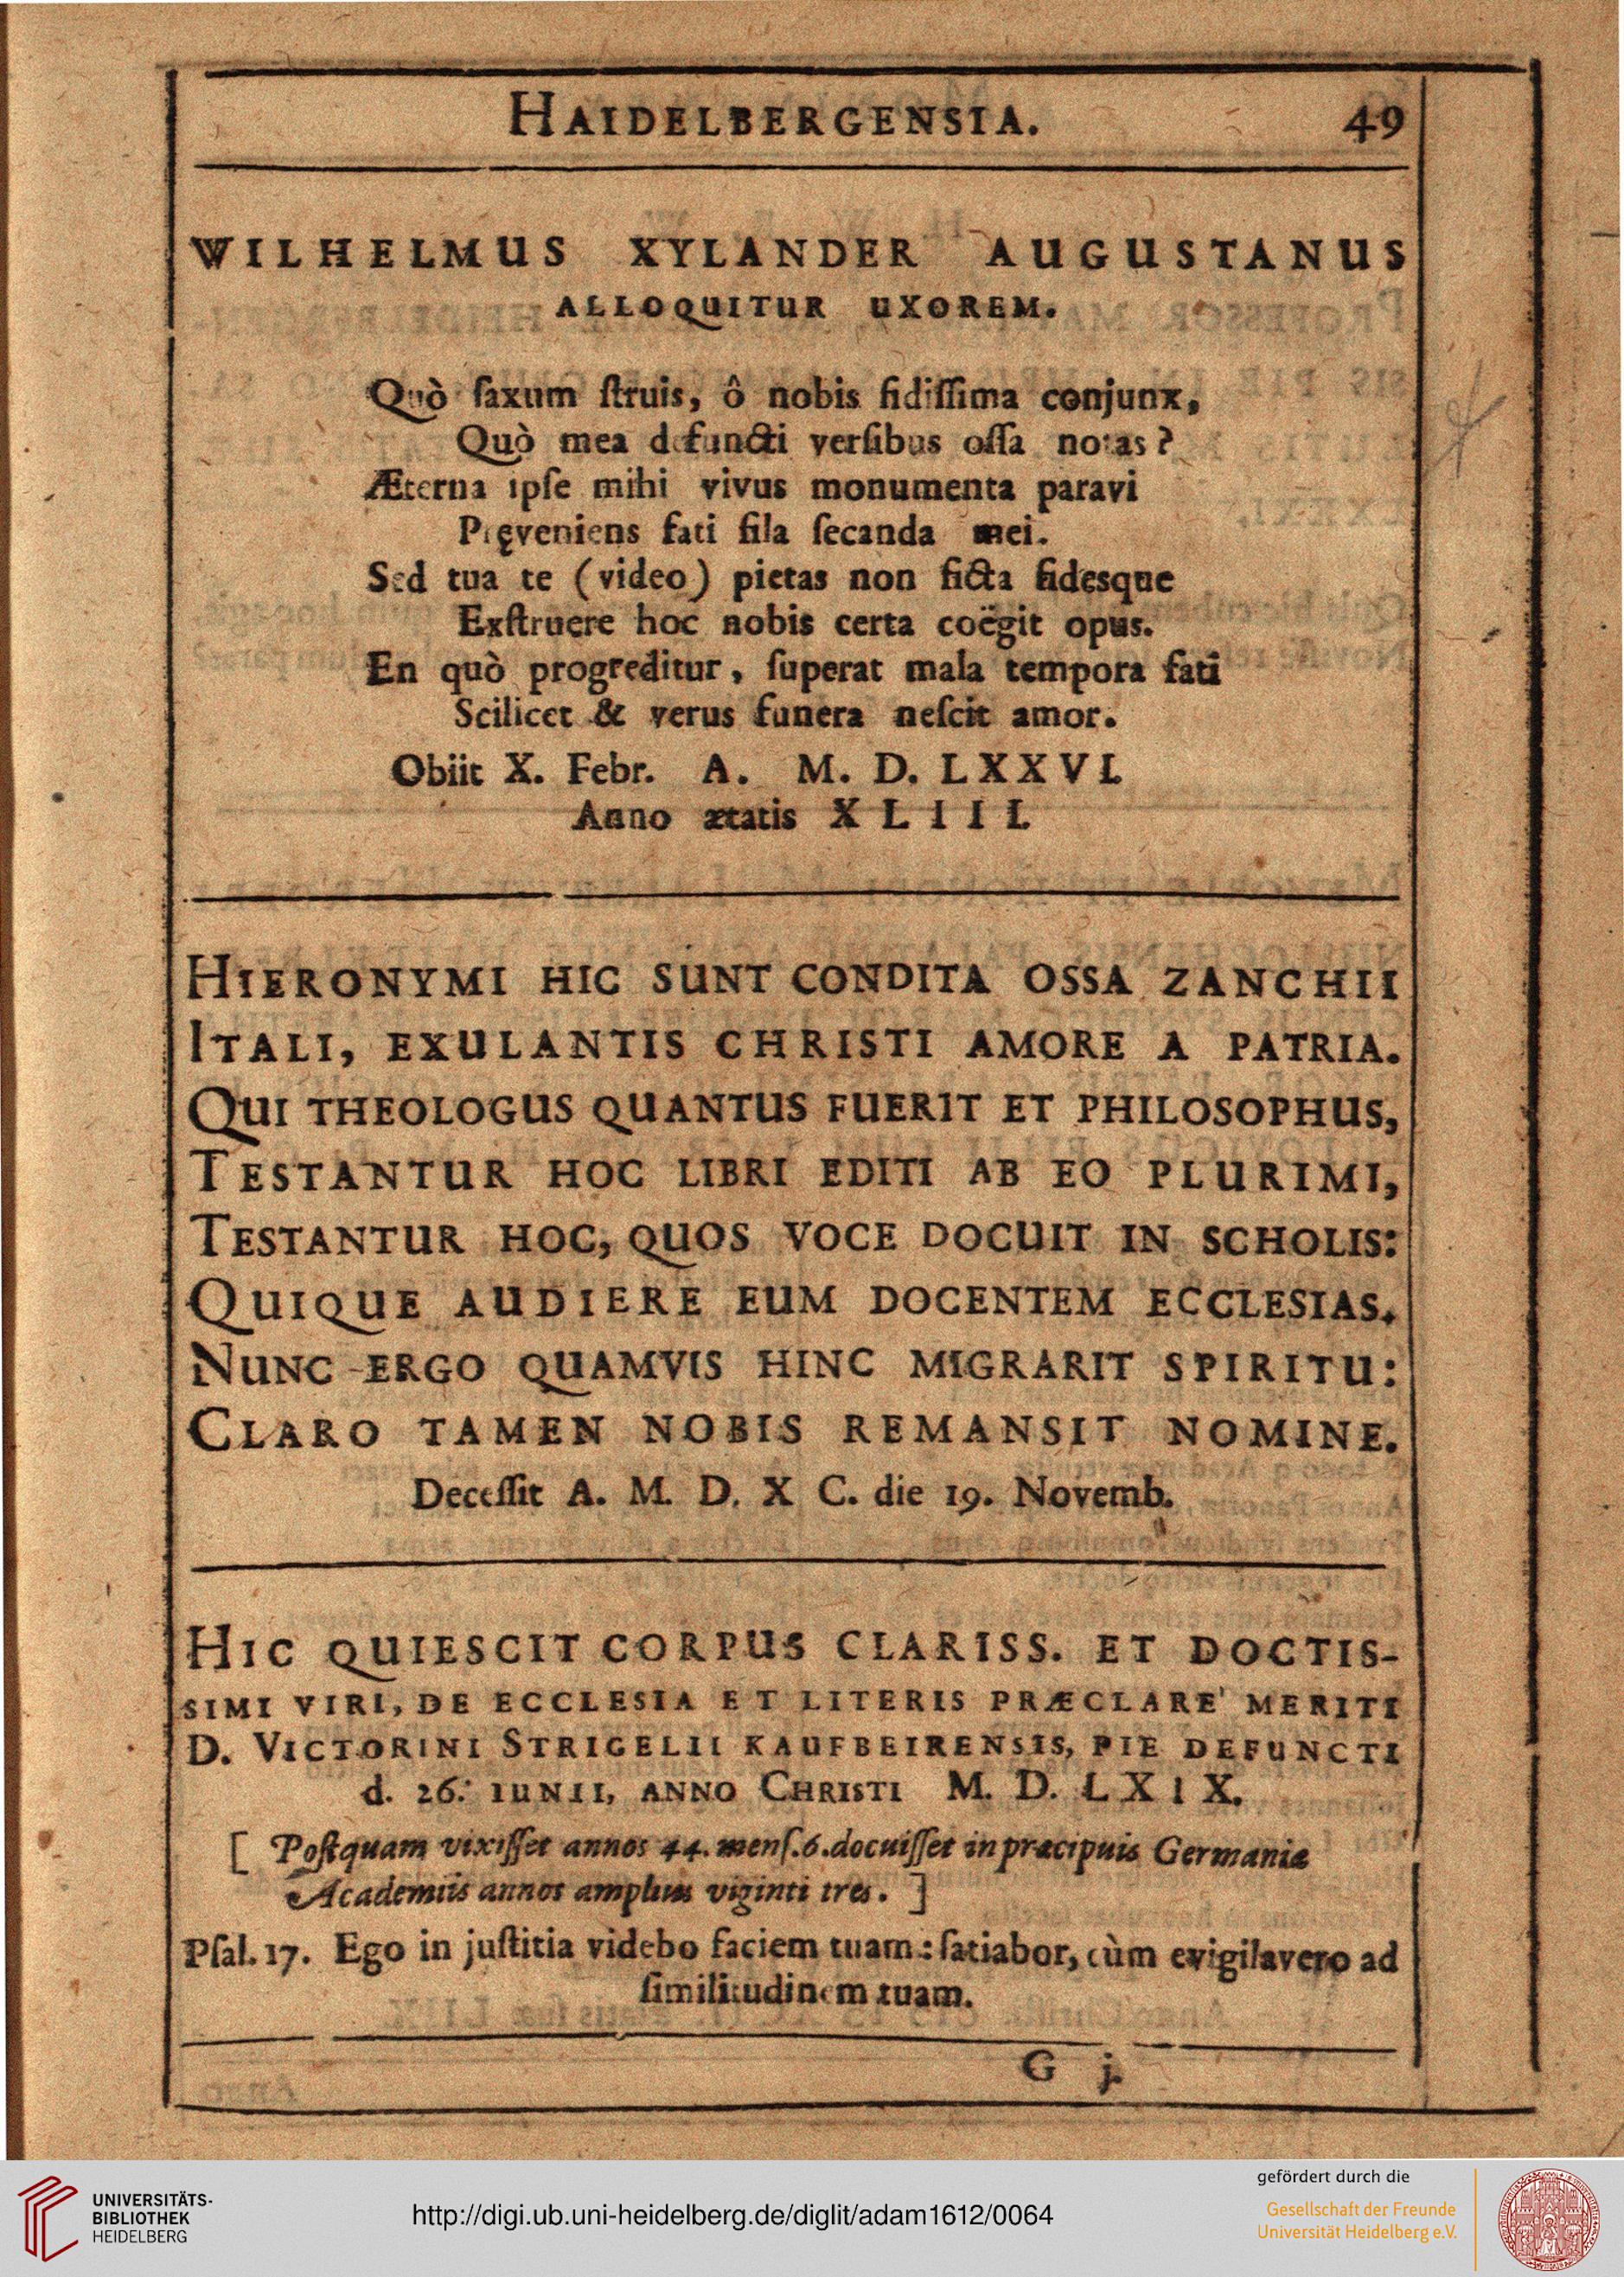 HAIDELBERGENSIA. 49
WILHELMUS XYLANDER AUGUSTANUS
ALLOQUITUR UXOREM.
Quò ſaxum ſtruis, ô nobis fidiſſima conjunx,
Quò mea defuncti verſibus oſſa notas?
Æterna ipſe mihi vivus monumenta paravi
Pręveniens fati fila ſecanda mei.
Sed tua te (video) pietas non ficta fidesque
Exſtruere hoc nobis certa coëgit opus.
En quò progreditur, ſuperat mala tempora fati
Scilicet & verus funera neſcit amor.
Obiit X. Febr. A. M. D. LXXVI.
Anno ætatis XLIII.
HIERONYMI HIC SUNT CONDITA OSSA ZANCHII
ITALI, EXULANTIS CHRISTI AMORE A PATRIA.
QUI THEOLOGUS QUANTUS FUERIT ET PHILOSOPHUS,
TESTANTUR HOC LIBRI EDITI AB EO PLURIMI,
TESTANTUR HOC, QUOS VOCE DOCUIT IN SCHOLIS:
QUIQUE AUDIERE EUM DOCENTEM ECCLESIAS.
NUNC ERGO QUAMVIS HINC MIGRARIT SPIRITU:
CLARO TAMEN NOBIS REMANSIT NOMINE.
Deceſſit A. M. D. X C. die 19. Novemb.
HIC QUIESCIT CORPUS CLARISS. ET DOCTIS-
SIMI VIRI, DE ECCLESIA ET LITERIS PRÆCLARE' MERITI
D. VICTORINI STRIGELII KAUFBEIRENSIS, PIE DEFUNCTI
d. 26. IUNII, ANNO CHRISTI M. D. LXIX.
[ Poſtquam vixiſſet annos 44. menſ. 6. docuiſſet in præcipuis Germaniæ
Academiis annos amplius viginti tres. ]
Pſal. 17. Ego in juſtitia videbo faciem tuam: ſatiabor, cùm evigilavero ad
ſimilitudinem tuam.
G j.
UNIVERSITÄTS-
BIBLIOTHEK
HEIDELBERG
http://digi.ub.uni-heidelberg.de/diglit/adam1612/0064
gefördert durch die
Gesellschaft der Freunde
Universität Heidelberg e.V.